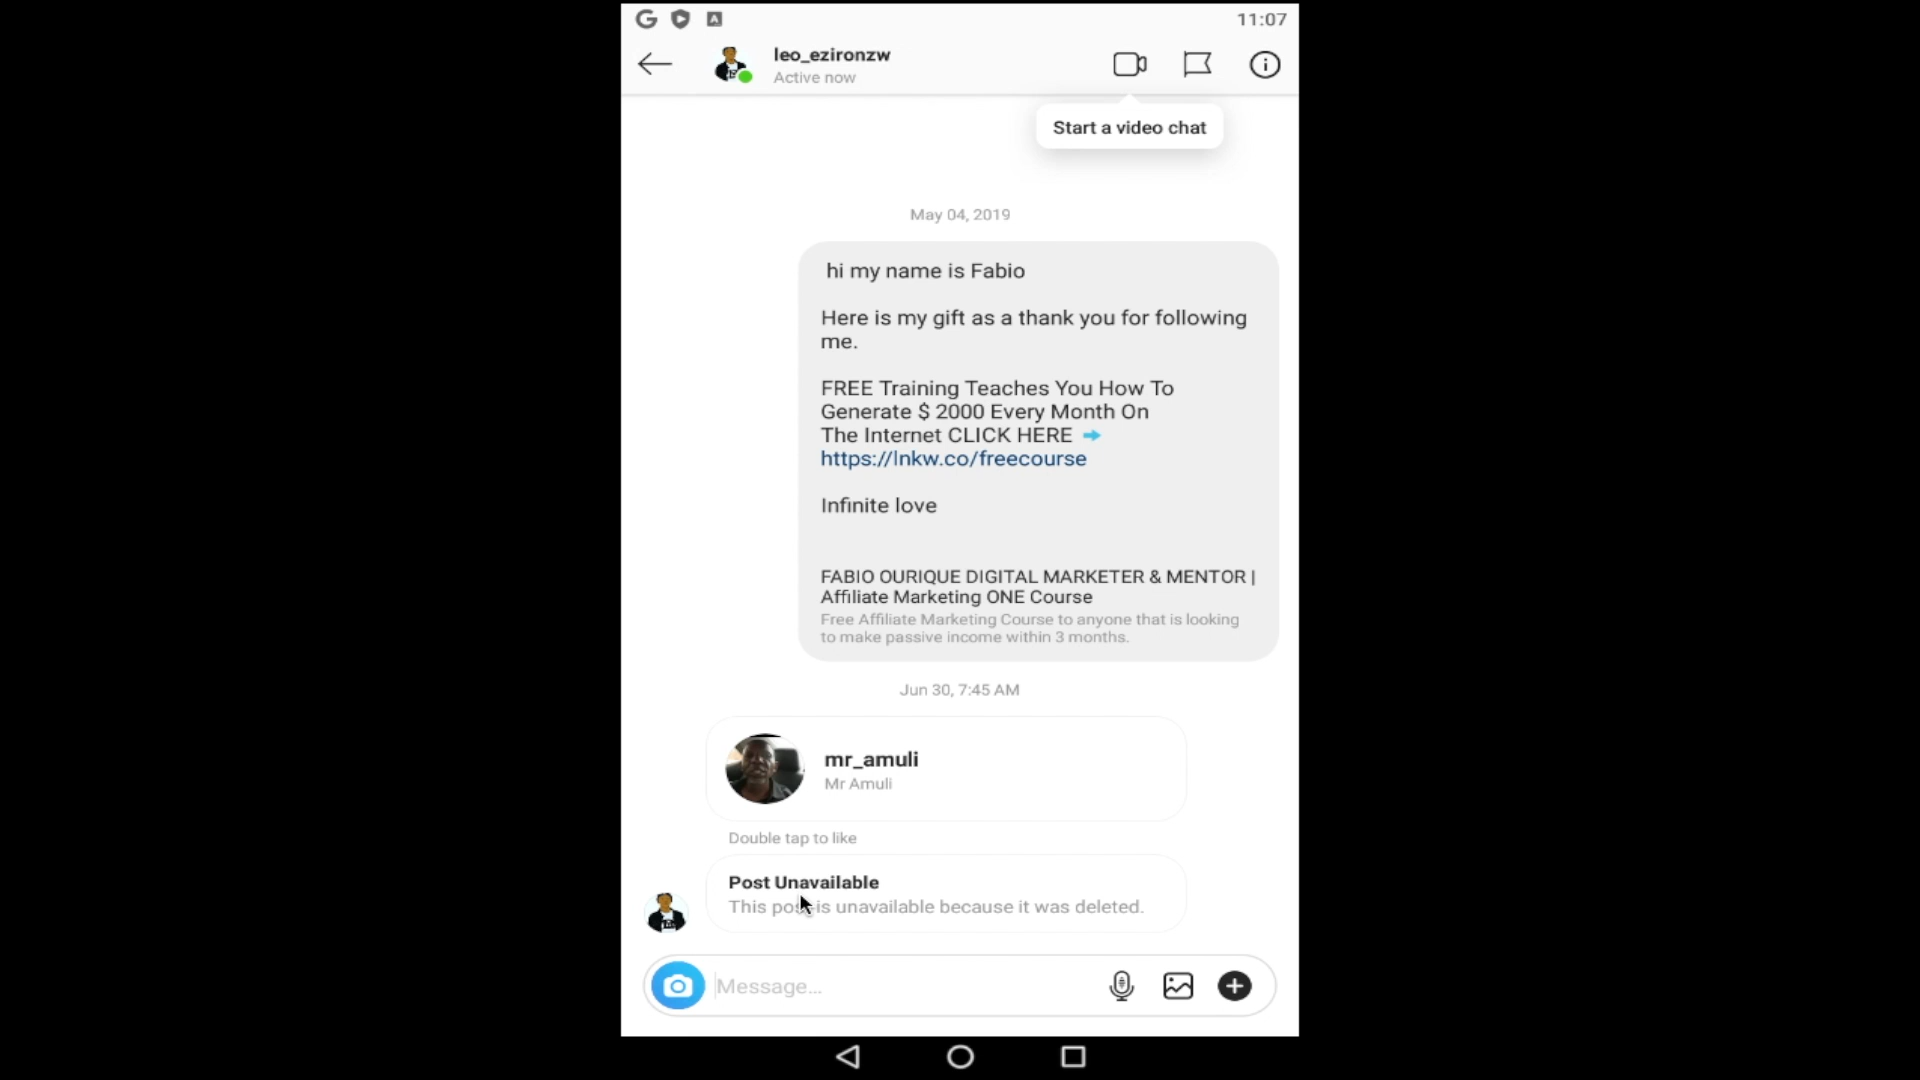 11:07
leo_ezironzw
Active now
Start a video chat
May 04, 2019
hi my name is Fabio
Here is my gift as a thank you for following
me.
FREE Training Teaches You How To
Generate $ 2000 Every Month On
The Internet CLICK HERE ➡
https://lnkw.co/freecourse
Infinite love
FABIO OURIQUE DIGITAL MARKETER & MENTOR |
Affiliate Marketing ONE Course
Free Affiliate Marketing Course to anyone that is looking
to make passive income within 3 months.
Jun 30, 7:45 AM
mr_amuli
Mr Amuli
Double tap to like
Post Unavailable
This post is unavailable because it was deleted.
Message...